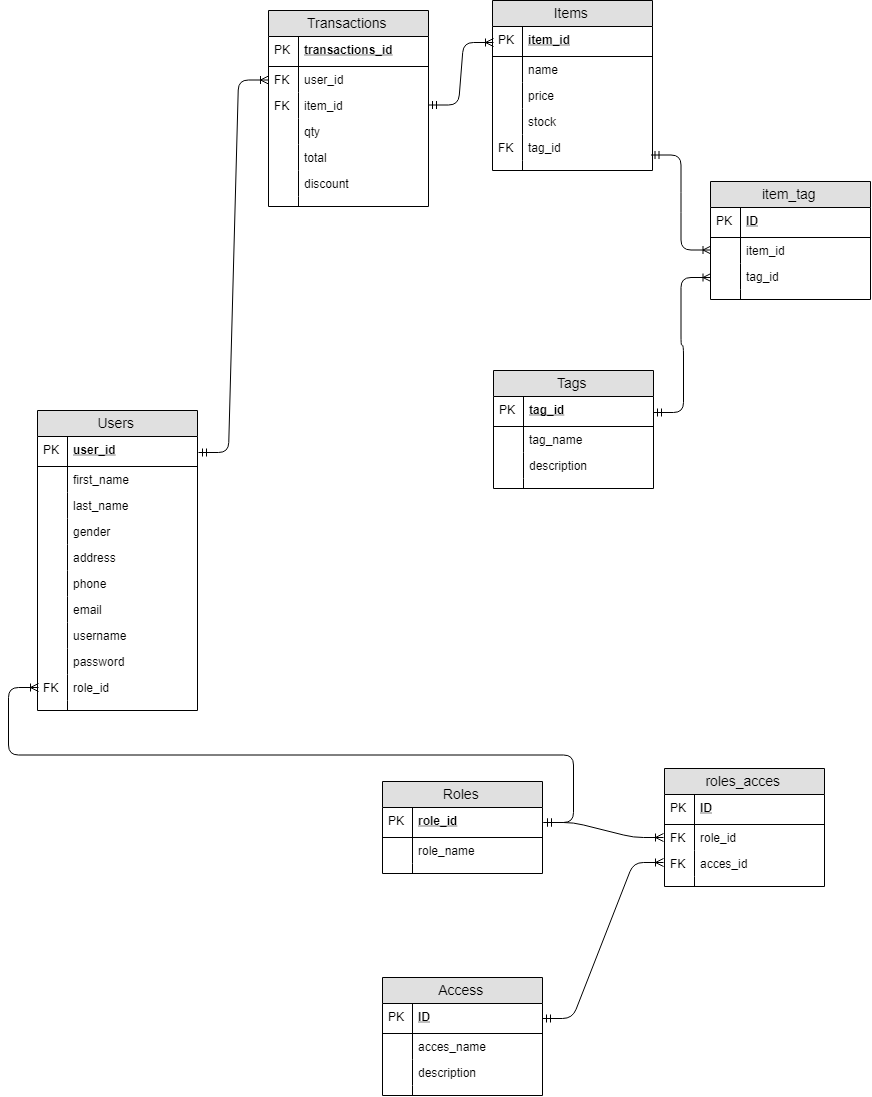 Transactions
PK transactions_id
FK user_id
FK item_id
qty
total
discount
Items
PK item_id
name
price
stock
FK tag_id
item_tag
PK ID
item_id
tag_id
Tags
PK tag_id
tag_name
description
Users
PK user_id
first_name
last_name
gender
address
phone
email
username
password
FK role_id
Roles
PK role_id
role_name
roles_acces
PK ID
FK role_id
FK acces_id
Access
PK ID
acces_name
description